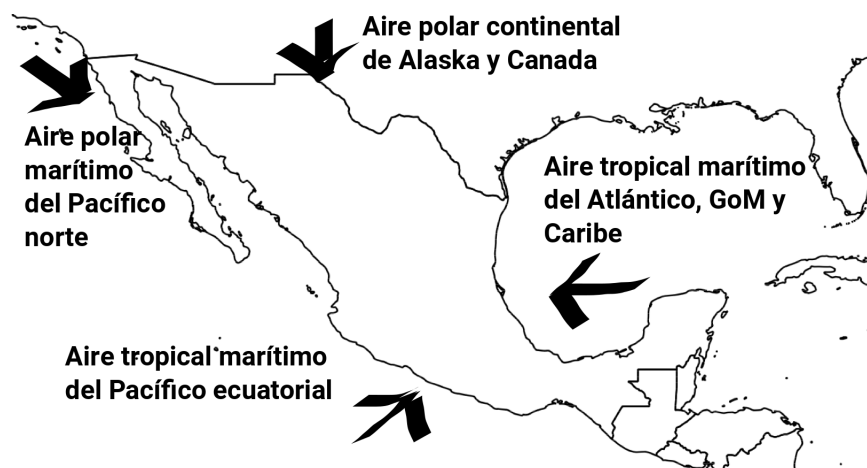 Aire polar continental
de Alaska y Canada
Aire polar
marítimo
del Pacífico
norte
Aire tropical marítimo
del Atlántico, GoM y
Caribe
Aire tropical marítimo
del Pacífico ecuatorial